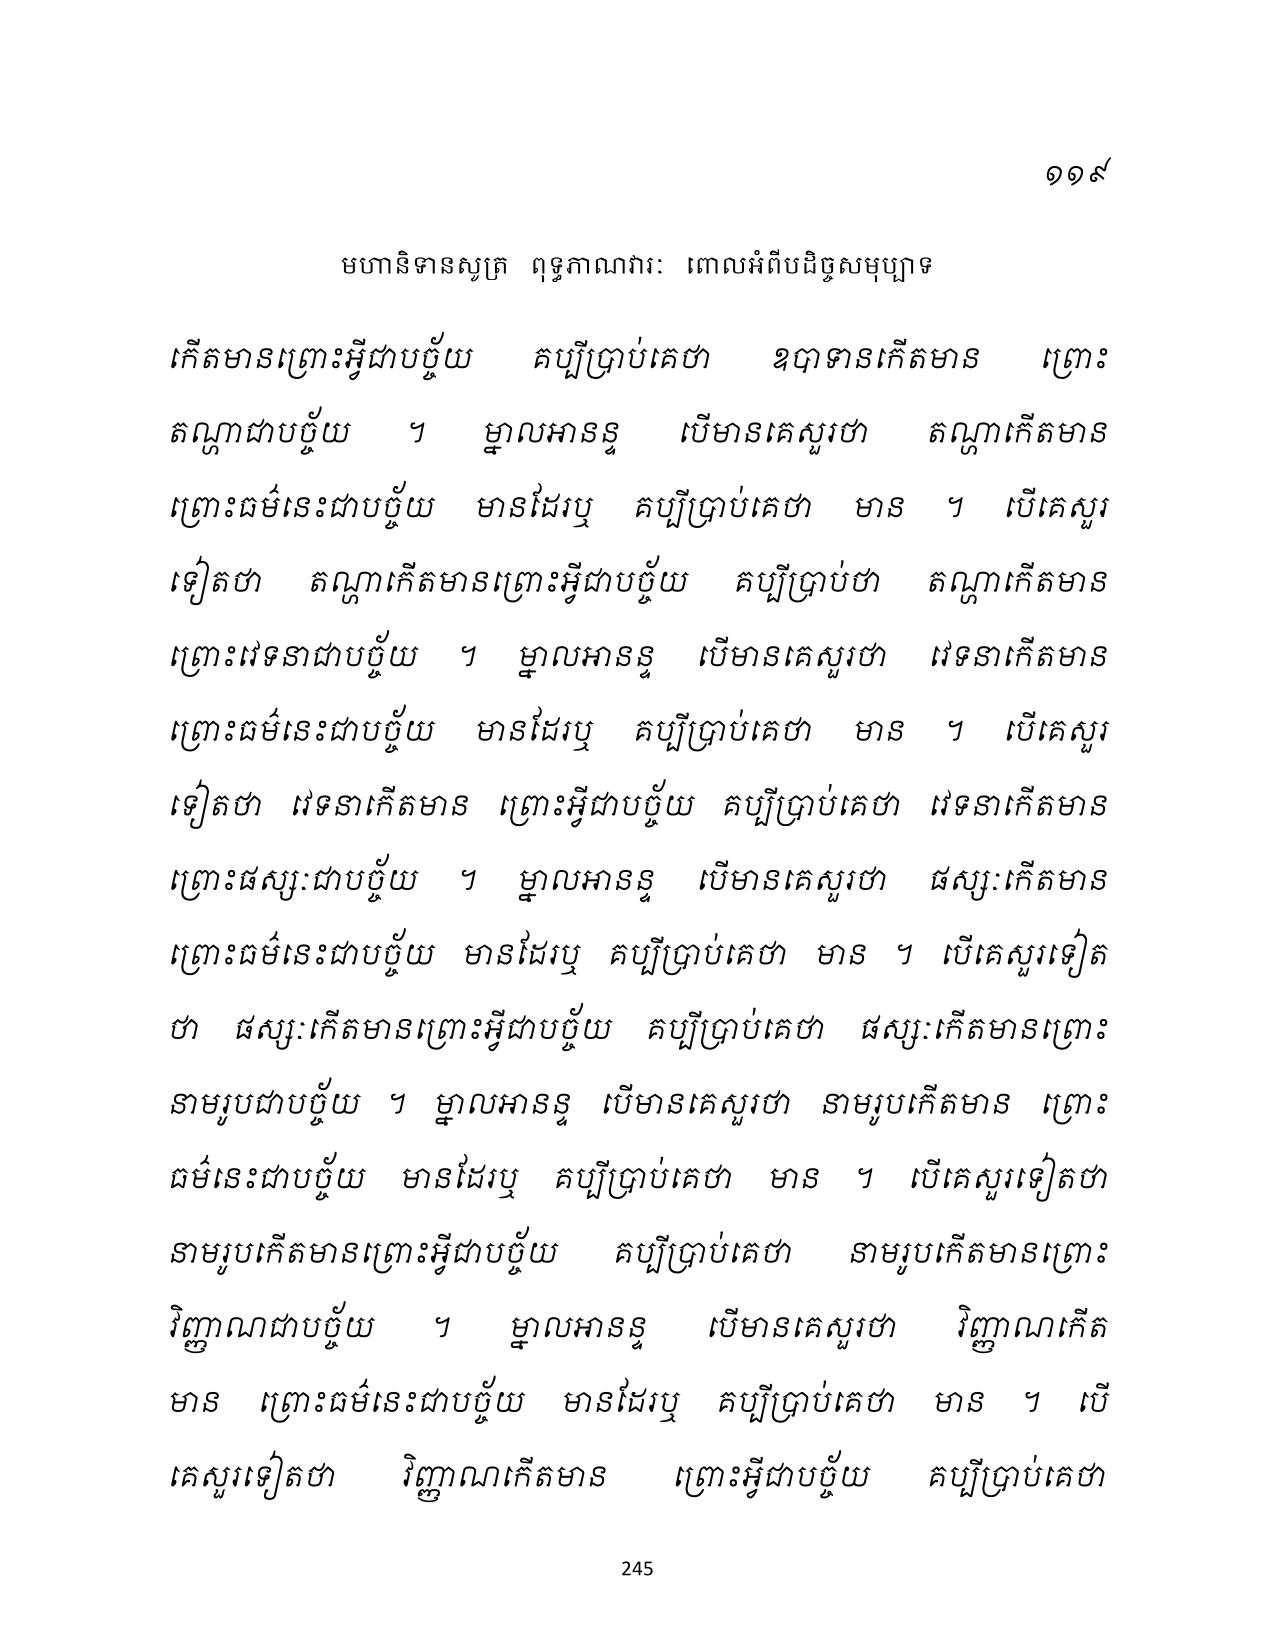 ១១៩
មហានិទានសូត្រ ពុទ្ធភាណវារៈ ពោលអំពីបដិច្ចសមុប្បាទ
កើតមានព្រោះអ្វីជាបច្ច័យ គប្បីប្រាប់គេថា ឧបាទានកើតមាន ព្រោះ
តណ្ហាជាបច្ច័យ ។ ម្នាលអានន្ទ បើមានគេសួរថា តណ្ហាកើតមាន
ព្រោះធម៌នេះជាបច្ច័យ មានដែរឬ គប្បីប្រាប់គេថា មាន ។ បើគេសួរ
ទៀតថា តណ្ហាកើតមានព្រោះអ្វីជាបច្ច័យ គប្បីប្រាប់ថា តណ្ហាកើតមាន
ព្រោះវេទនាជាបច្ច័យ ។ ម្នាលអានន្ទ បើមានគេសួរថា វេទនាកើតមាន
ព្រោះធម៌នេះជាបច្ច័យ មានដែរឬ គប្បីប្រាប់គេថា មាន ។ បើគេសួរ
ទៀតថា វេទនាកើតមាន ព្រោះអ្វីជាបច្ច័យ គប្បីប្រាប់គេថា វេទនាកើតមាន
ព្រោះផស្សៈជាបច្ច័យ ។ ម្នាលអានន្ទ បើមានគេសួរថា ផស្សៈកើតមាន
ព្រោះធម៌នេះជាបច្ច័យ មានដែរឬ គប្បីប្រាប់គេថា មាន ។ បើគេសួរទៀត
ថា ផស្សៈកើតមានព្រោះអ្វីជាបច្ច័យ គប្បីប្រាប់គេថា ផស្សៈកើតមានព្រោះ
នាមរូបជាបច្ច័យ ។ ម្នាលអានន្ទ បើមានគេសួរថា នាមរូបកើតមាន ព្រោះ
ធម៌នេះជាបច្ច័យ មានដែរឬ គប្បីប្រាប់គេថា មាន ។ បើគេសួរទៀតថា
នាមរូបកើតមានព្រោះអ្វីជាបច្ច័យ គប្បីប្រាប់គេថា នាមរូបកើតមានព្រោះ
វិញ្ញាណជាបច្ច័យ ។ ម្នាលអានន្ទ បើមានគេសួរថា វិញ្ញាណកើត
មាន ព្រោះធម៌នេះជាបច្ច័យ មានដែរឬ គប្បីប្រាប់គេថា មាន ។ បើ
គេសួរទៀតថា វិញ្ញាណកើតមាន ព្រោះអ្វីជាបច្ច័យ គប្បីប្រាប់គេថា
245